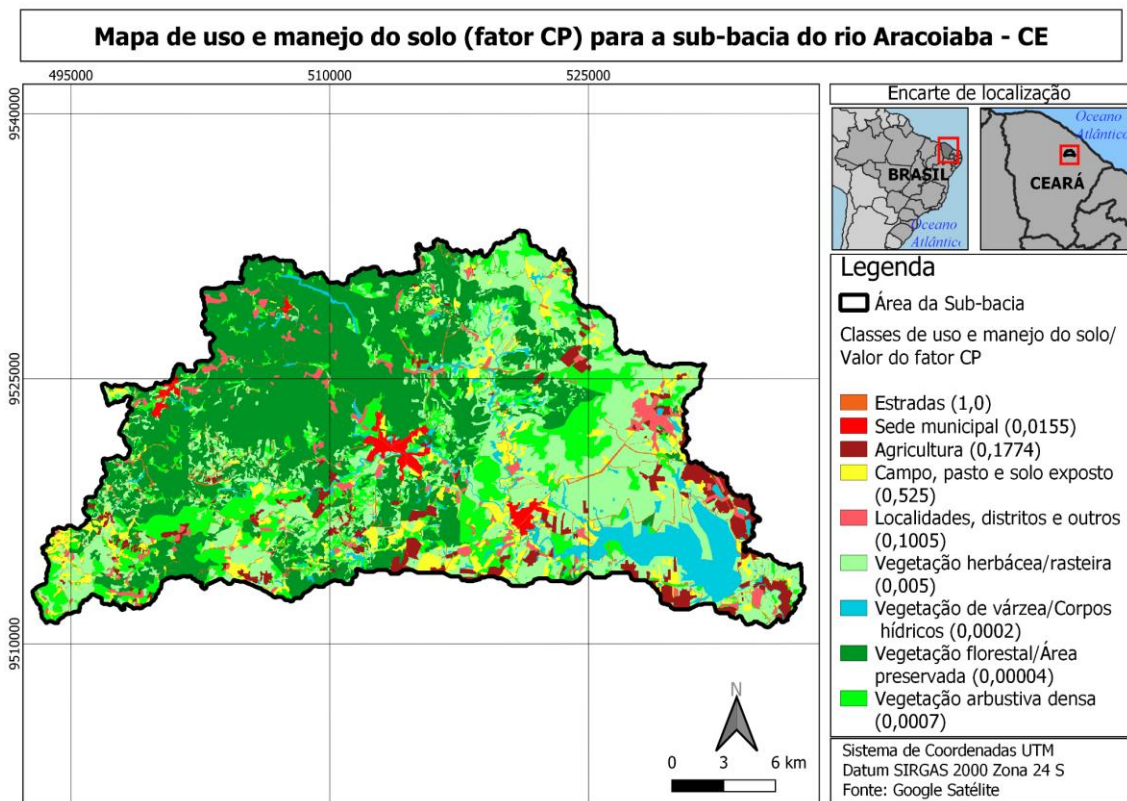 Mapa de uso e manejo do solo (fator CP) para a sub-bacia do rio Aracoiaba - CE
495000
510000
525000
9540000
9525000
9510000
Encarte de localização
BRASIL
Oceano
Atlântico
CEARÁ
Oceano
Atlântico
Legenda
Área da Sub-bacia
Classes de uso e manejo do solo/
Valor do fator CP
Estradas (1,0)
Sede municipal (0,0155)
Agricultura (0,1774)
Campo, pasto e solo exposto
(0,525)
Localidades, distritos e outros
(0,1005)
Vegetação herbácea/rasteira
(0,005)
Vegetação de várzea/Corpos
hídricos (0,0002)
Vegetação florestal/Área
preservada (0,00004)
Vegetação arbustiva densa
(0,0007)
N
0 3 6 km
Sistema de Coordenadas UTM
Datum SIRGAS 2000 Zona 24 S
Fonte: Google Satélite